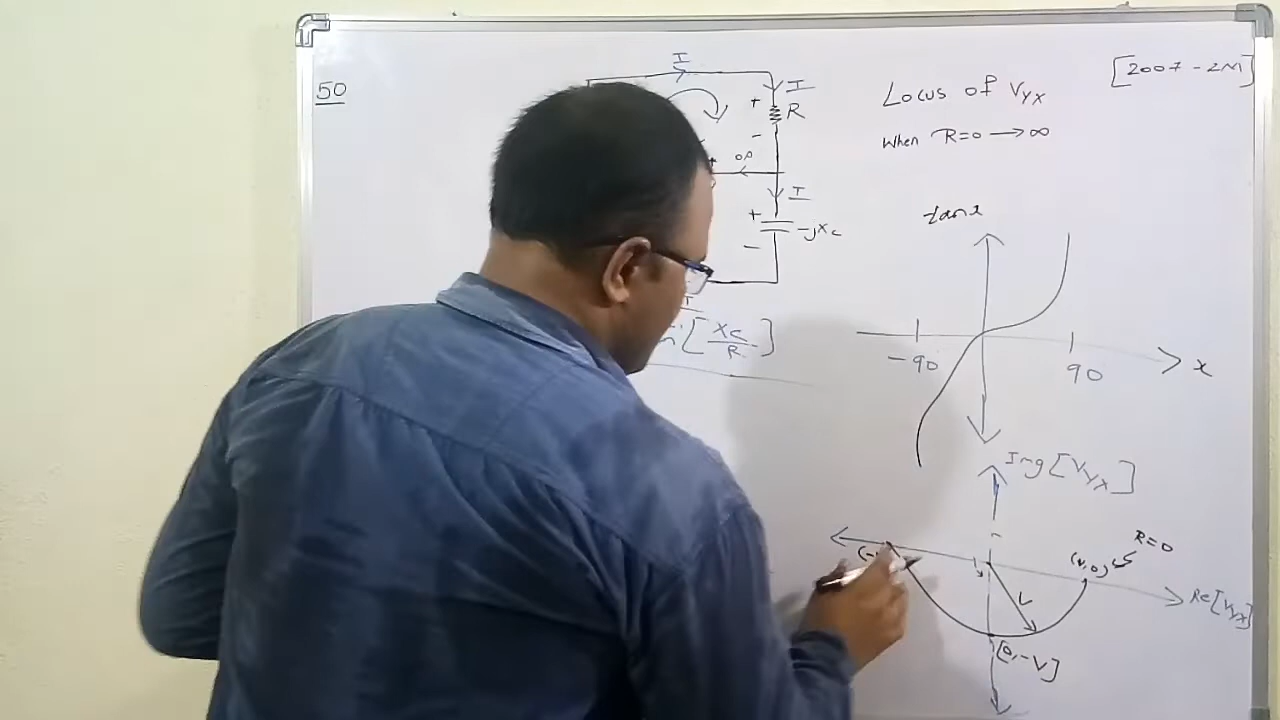 50
I
[2007-2M]
Locus of VYX
when R=0→∞
+
I
R
-
I
+
-jXc
-
[Xc/R]
tan x
-90
90
x
Img[VYX]
R=0
(V,0)
Re[VYX]
V
[0,-V]